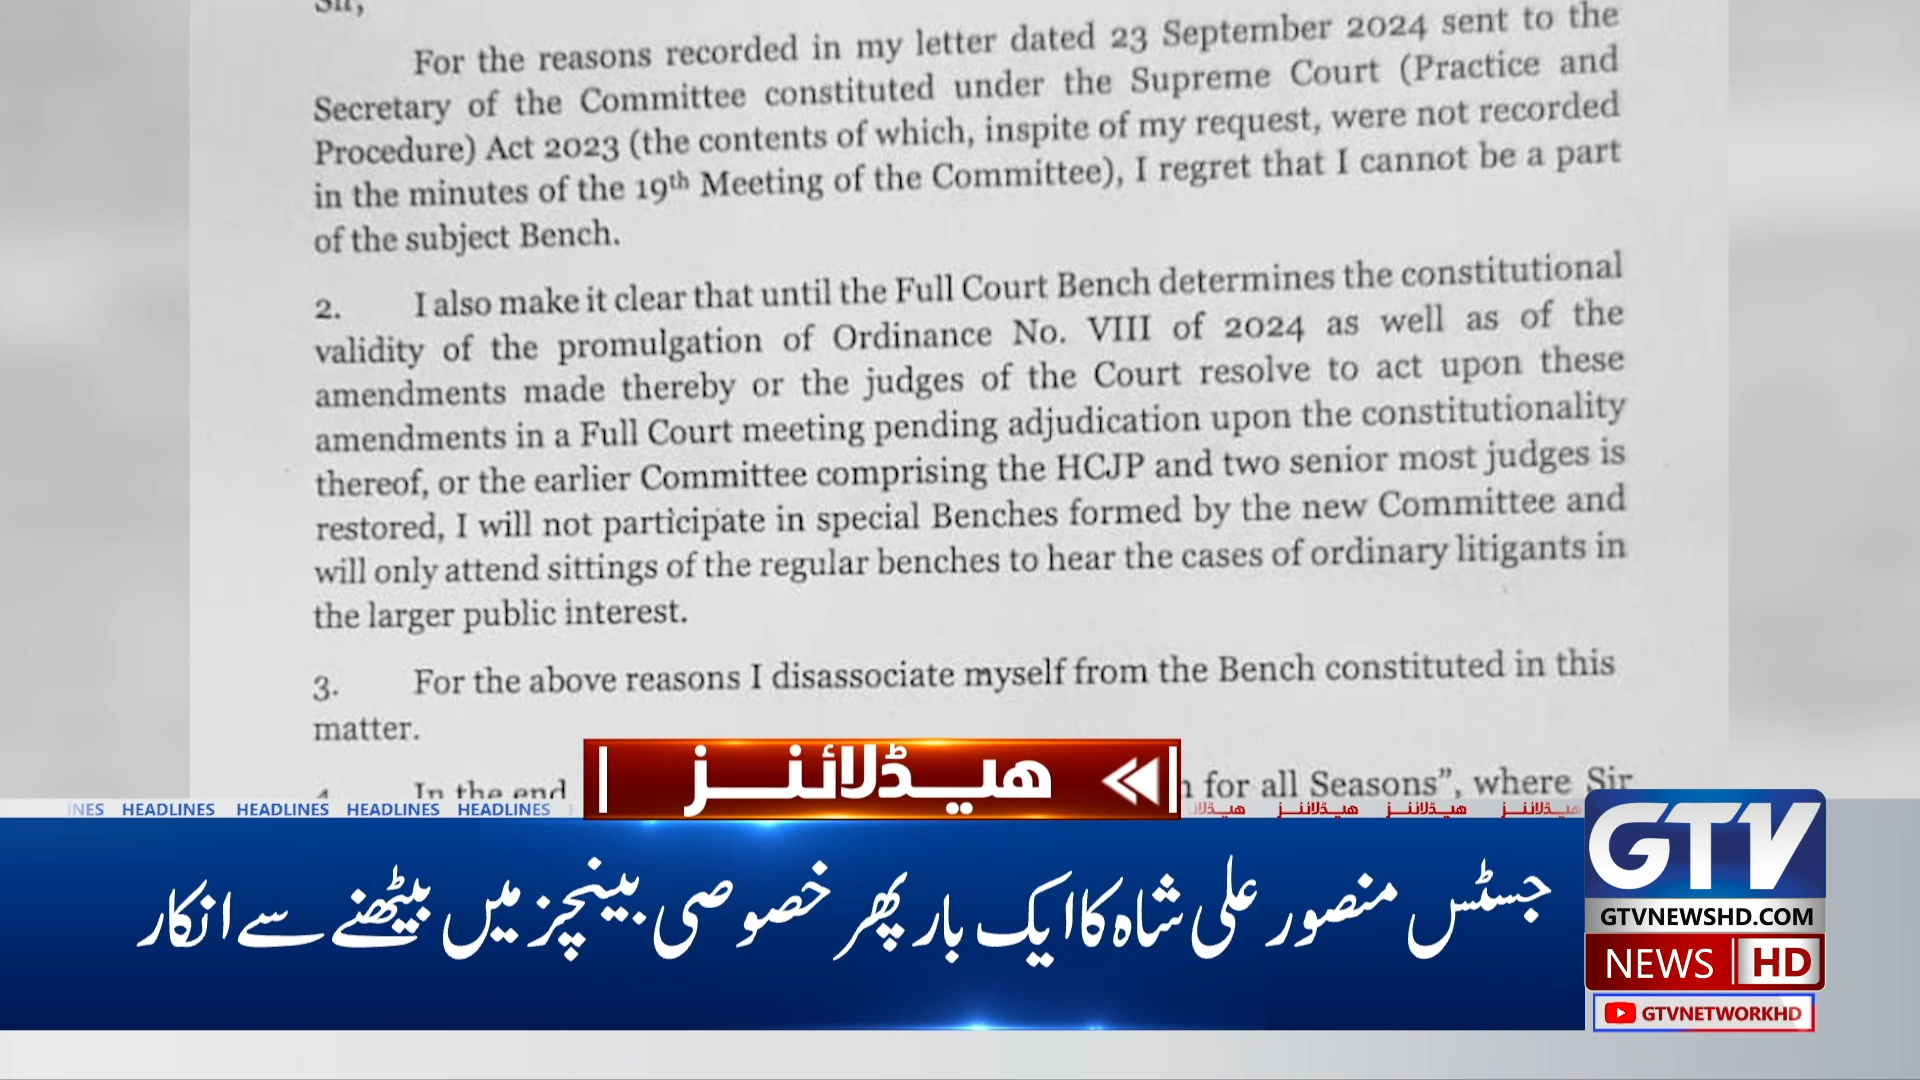 Sir,
For the reasons recorded in my letter dated 23 September 2024 sent to the
Secretary of the Committee constituted under the Supreme Court (Practice and
Procedure) Act 2023 (the contents of which, inspite of my request, were not recorded
in the minutes of the 19th Meeting of the Committee), I regret that I cannot be a part
of the subject Bench.
2. I also make it clear that until the Full Court Bench determines the constitutional
validity of the promulgation of Ordinance No. VIII of 2024 as well as of the
amendments made thereby or the judges of the Court resolve to act upon these
amendments in a Full Court meeting pending adjudication upon the constitutionality
thereof, or the earlier Committee comprising the HCJP and two senior most judges is
restored, I will not participate in special Benches formed by the new Committee and
will only attend sittings of the regular benches to hear the cases of ordinary litigants in
the larger public interest.
3. For the above reasons I disassociate myself from the Bench constituted in this
matter.
In the end for all Seasons", where Sir
ھیڈلائنز
HEADLINES HEADLINES HEADLINES HEADLINES ھیڈلائنز ھیڈلائنز ھیڈلائنز
جسٹس منصور علی شاہ کا ایک بار پھر خصوصی بینچز میں بیٹھنے سے انکار
GTV
GTVNEWSHD.COM
NEWS HD
GTVNETWORKHD